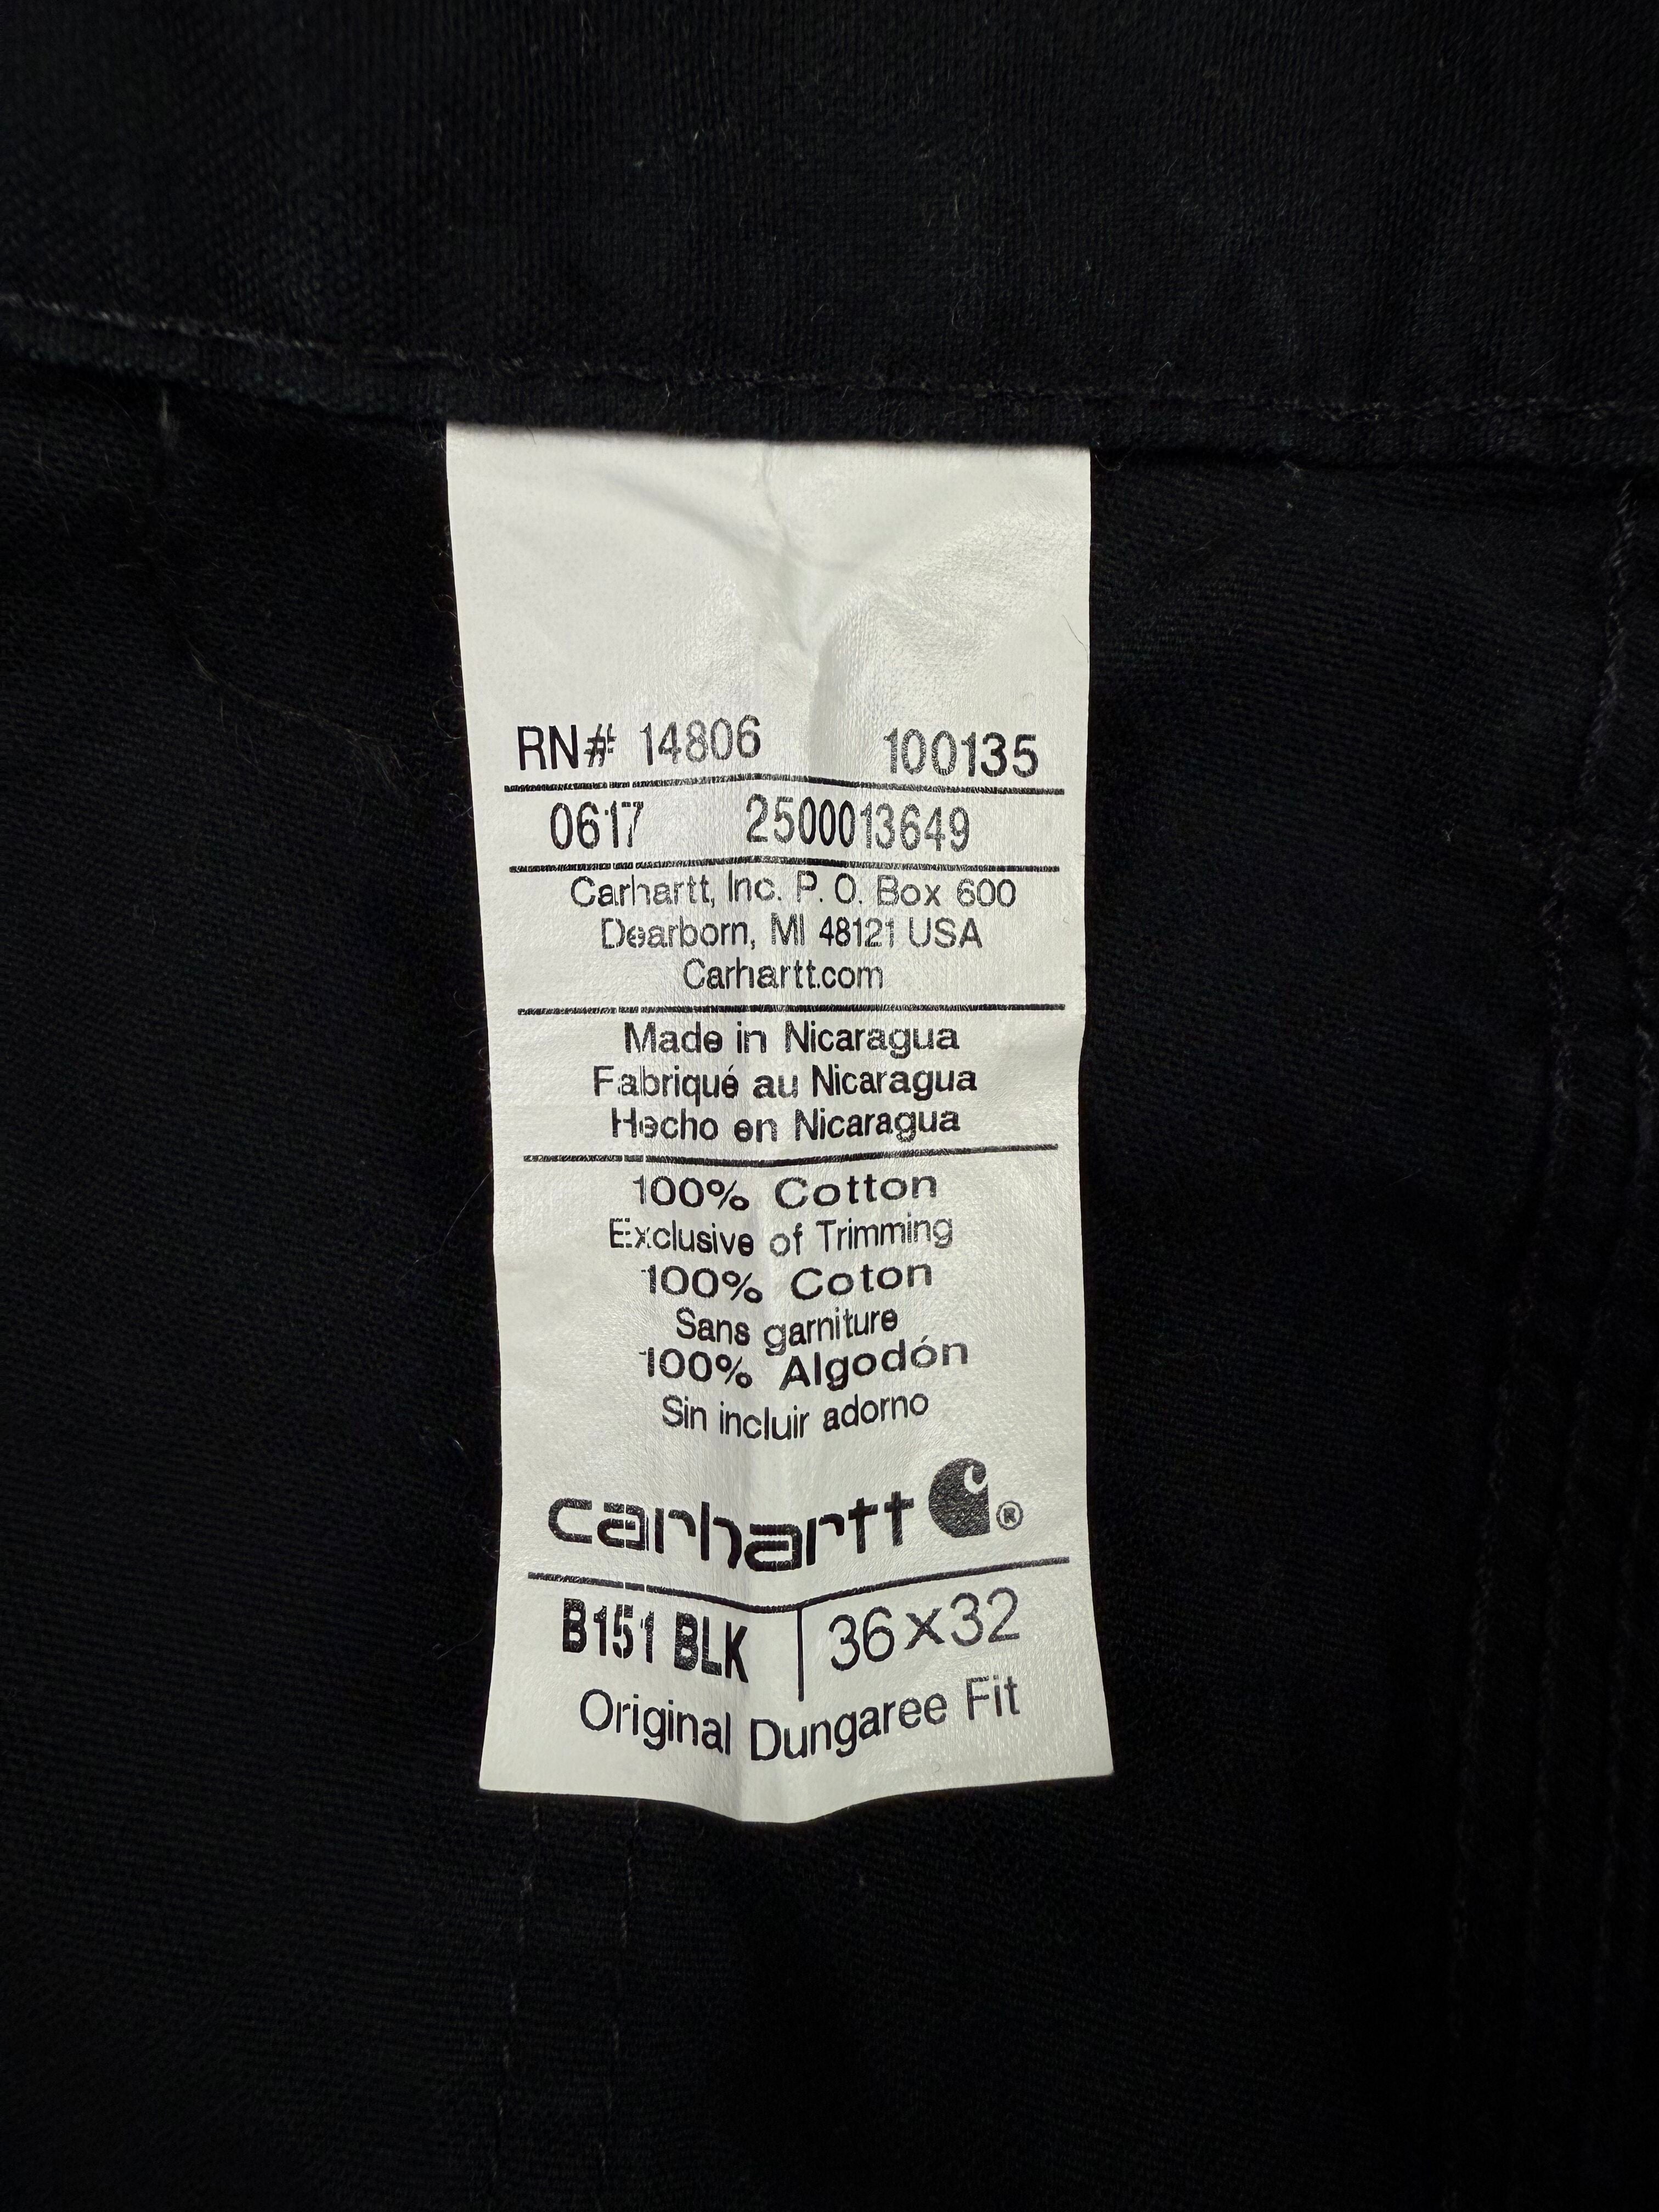 RN# 14806 100135
0617 2500013649
Carhartt, Inc. P. O. Box 600
Dearborn, MI 48121 USA
Carhartt.com
Made in Nicaragua
Fabriqué au Nicaragua
Hecho en Nicaragua
100% Cotton
Exclusive of Trimming
100% Coton
Sans garniture
100% Algodón
Sin incluir adorno
carhartt ®
B151 BLK | 36x32
Original Dungaree Fit